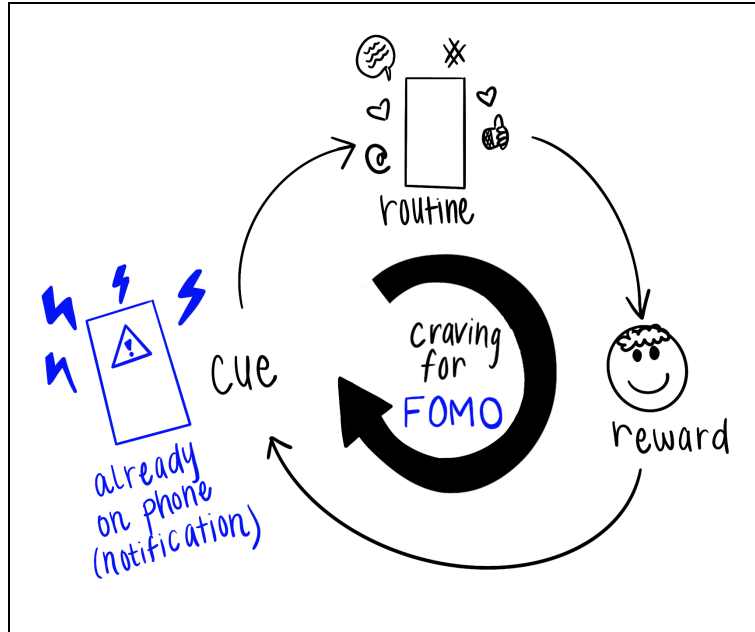 routine
cue
craving
for
FOMO
reward
already
on phone
(notification)